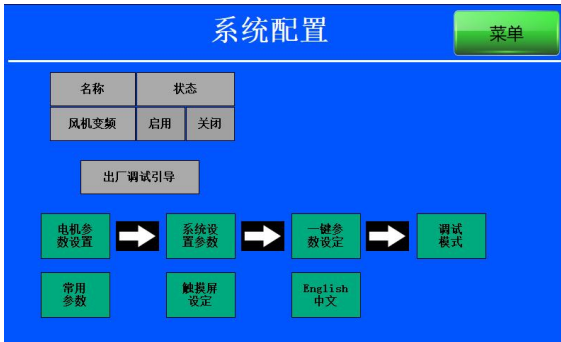 系统配置
菜单
名称 状态
风机变频 启用 关闭
出厂调试引导
电机参
数设置
系统设
置参数
一键参
数设定
调试
模式
常用
参数
触摸屏
设定
English
中文